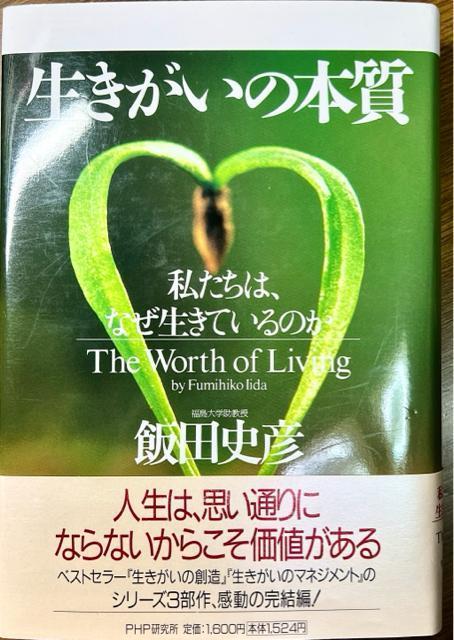 生きがいの本質
私たちは、
なぜ生きているのか
The Worth of Living
by Fumihiko Iida
福島大学助教授
飯田史彦
人生は、思い通りに
ならないからこそ価値がある
ベストセラー『生きがいの創造』『生きがいのマネジメント』の
シリーズ3部作、感動の完結編!
PHP研究所 定価:1,600円 本体1,524円